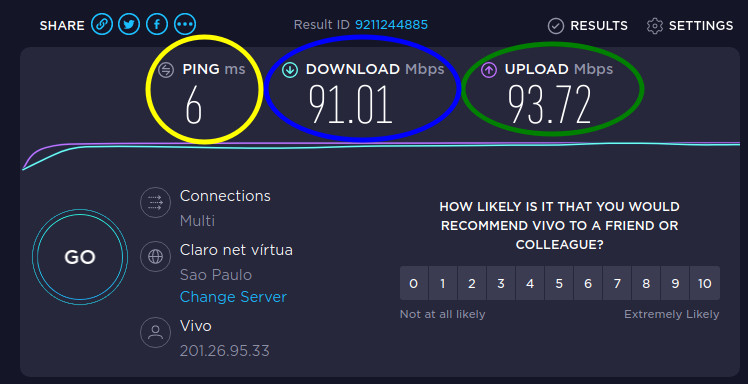 SHARE
Result ID 9211244885
RESULTS
SETTINGS
PING ms
6
DOWNLOAD Mbps
91.01
UPLOAD Mbps
93.72
GO
Connections
Multi
Claro net vírtua
Sao Paulo
Change Server
Vivo
201.26.95.33
HOW LIKELY IS IT THAT YOU WOULD
RECOMMEND VIVO TO A FRIEND OR
COLLEAGUE?
0 1 2 3 4 5 6 7 8 9 10
Not at all likely
Extremely Likely